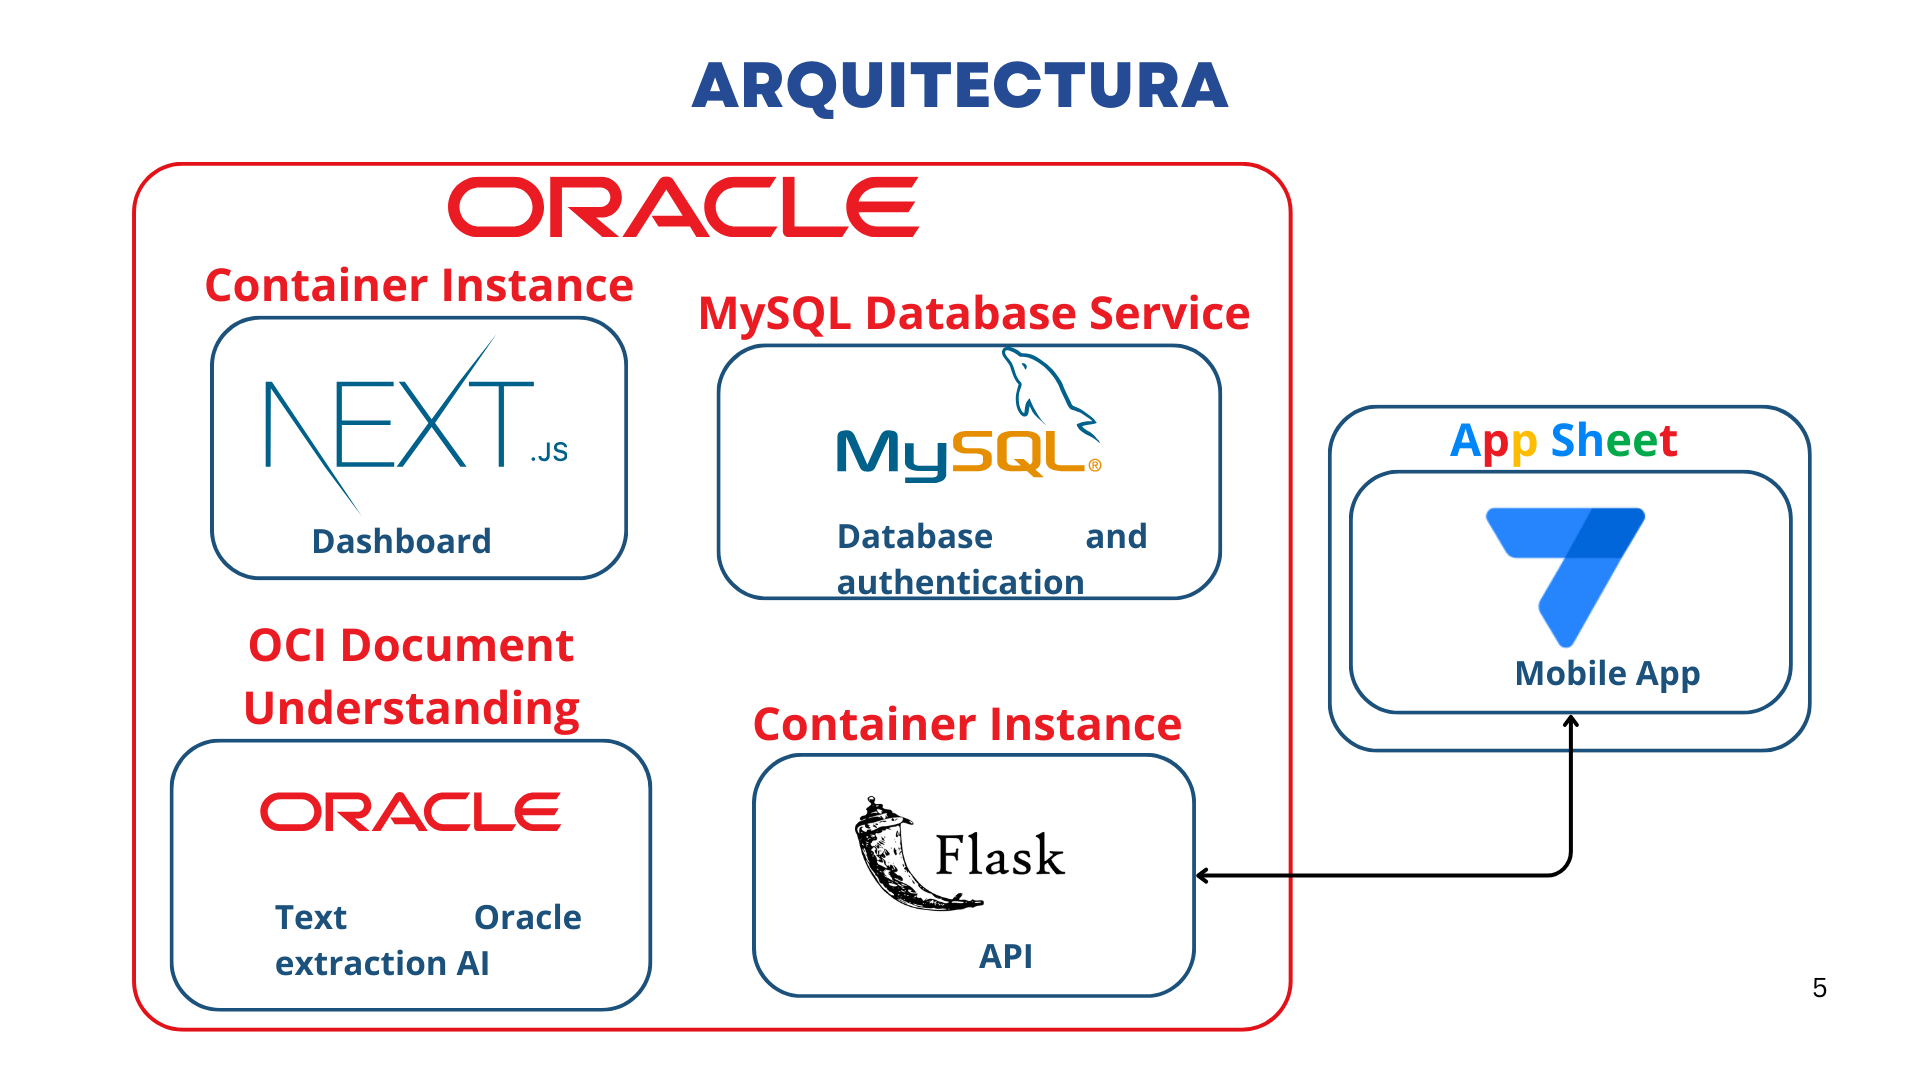 ARQUITECTURA
ORACLE
Container Instance
NEXT.JS
Dashboard
MySQL Database Service
MySQL®
Database and
authentication
OCI Document
Understanding
ORACLE
Text Oracle
extraction AI
Container Instance
Flask
API
App Sheet
Mobile App
5